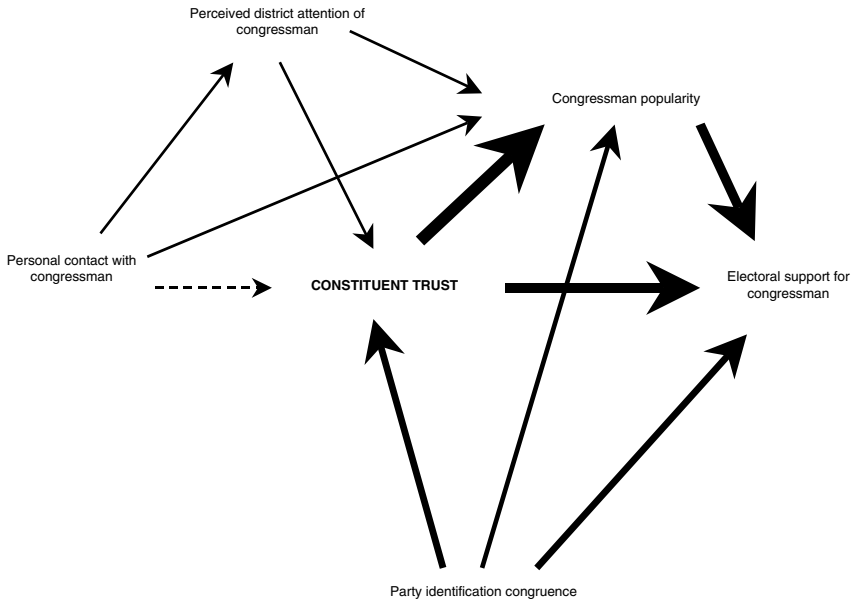 Perceived district attention of
congressman
Congressman popularity
Personal contact with
congressman
CONSTITUENT TRUST
Electoral support for
congressman
Party identification congruence